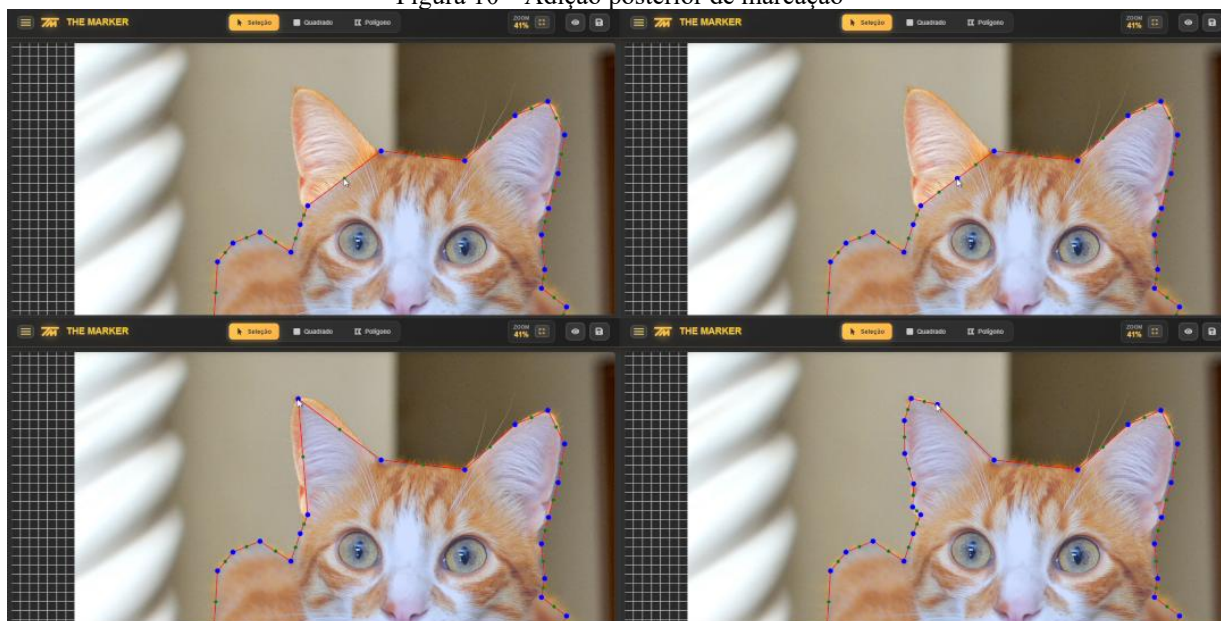 Figura 10 – Adição posterior de marcação
THE MARKER Seleção Quadrado Polígono ZOOM 41%
THE MARKER Seleção Quadrado Polígono ZOOM 41%
THE MARKER Seleção Quadrado Polígono ZOOM 41%
THE MARKER Seleção Quadrado Polígono ZOOM 41%